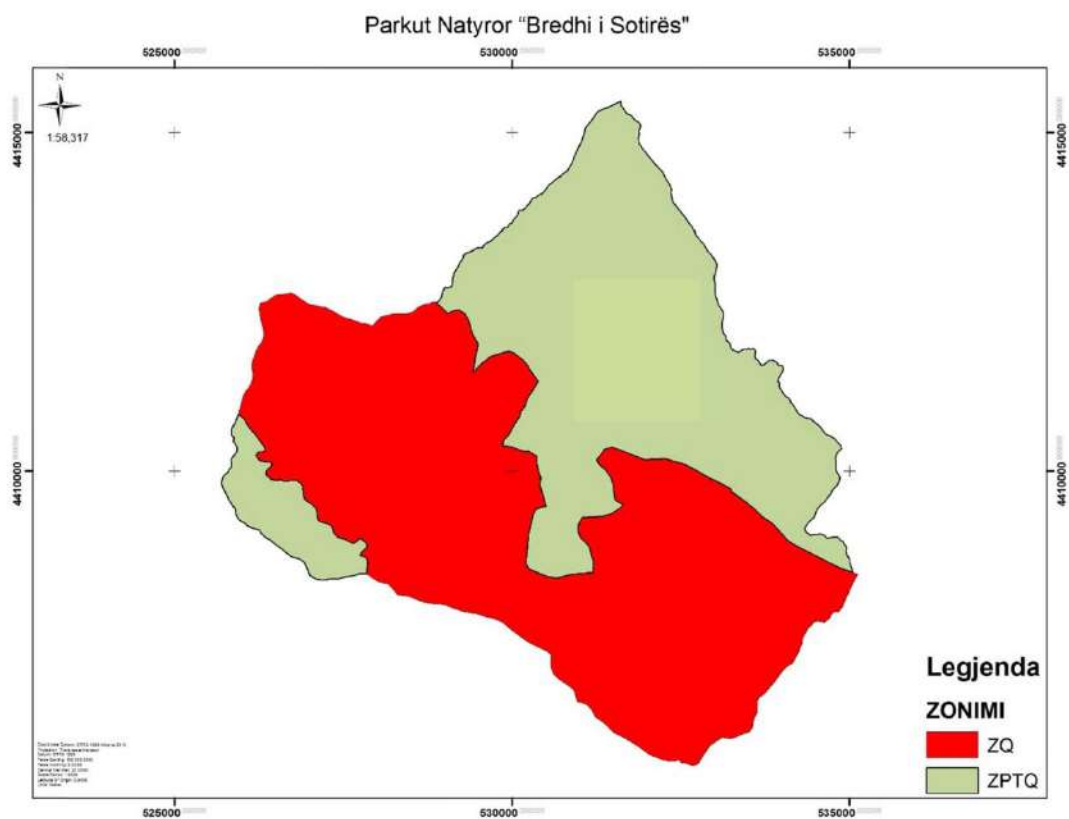 Parkut Natyror “Bredhi i Sotirës"
525000 530000 535000
N
1:58,317
4415000 4415000
4410000 4410000
Legjenda
ZONIMI
ZQ
ZPTQ
525000 530000 535000